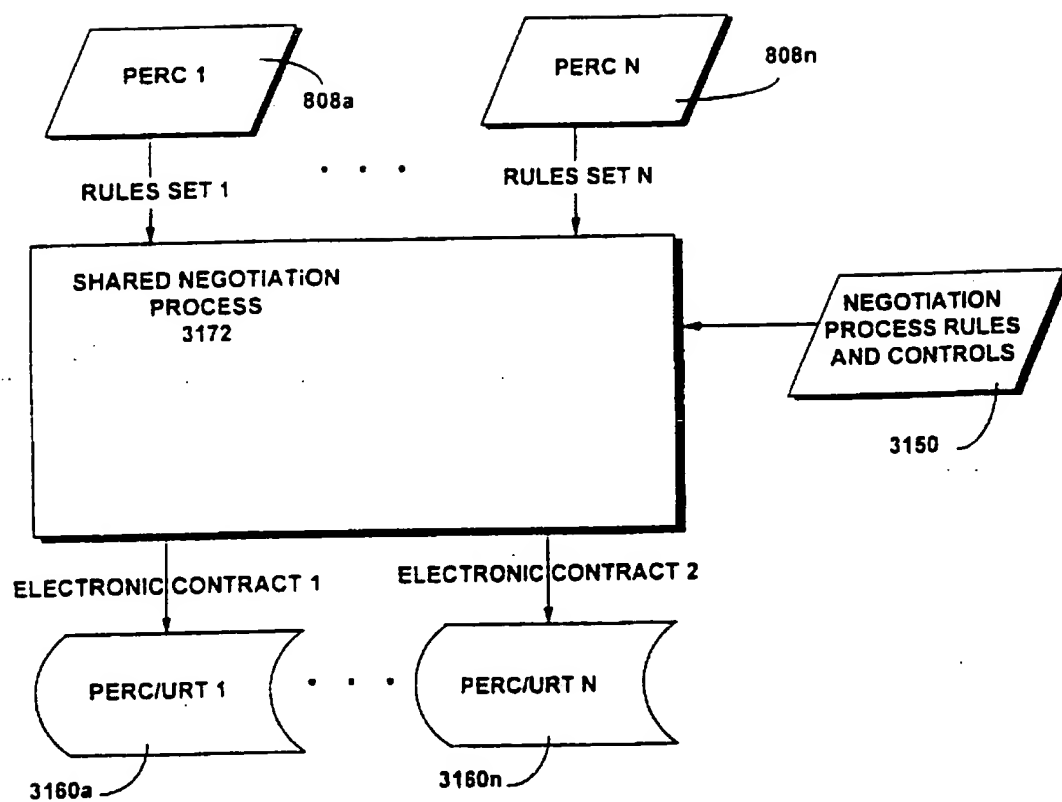 PERC 1
808a
PERC N
808n
RULES SET 1
RULES SET N
SHARED NEGOTIATION
PROCESS
3172
NEGOTIATION
PROCESS RULES
AND CONTROLS
3150
ELECTRONIC CONTRACT 1
ELECTRONIC CONTRACT 2
PERC/URT 1
PERC/URT N
3160a
3160n